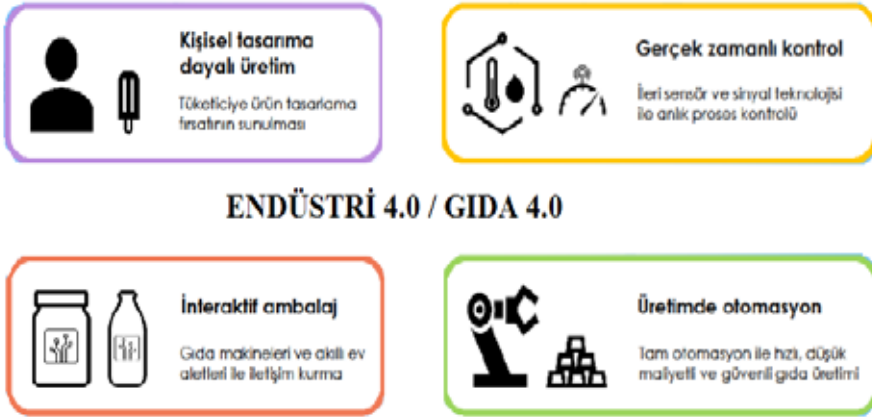 Kişisel tasarıma
dayalı üretim
Tüketiciye ürün tasarlama
fırsatının sunulması
Gerçek zamanlı kontrol
İleri sensör ve sinyal teknolojisi
ile anlık proses kontrolü
ENDÜSTRİ 4.0 / GIDA 4.0
İnteraktif ambalaj
Gıda makineleri ve akıllı ev
aletleri ile iletişim kurma
Üretimde otomasyon
Tam otomasyon ile hızlı, düşük
maliyetli ve güvenli gıda üretimi